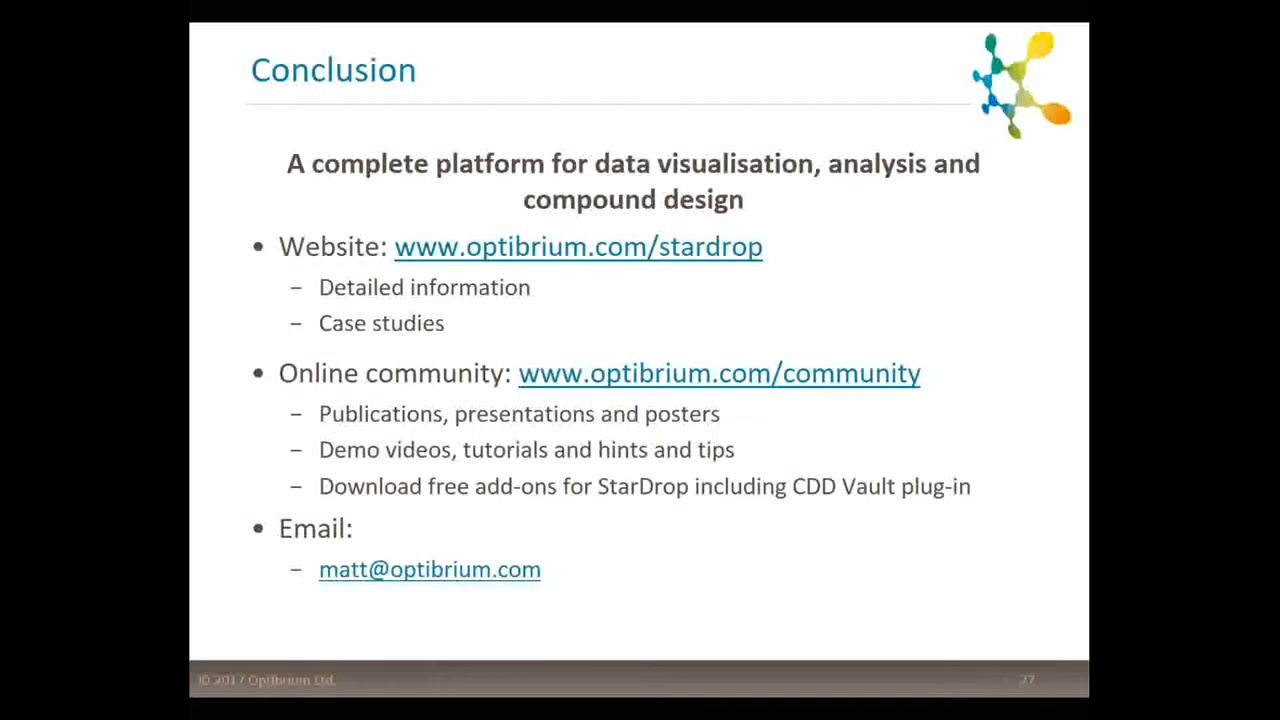 Conclusion
A complete platform for data visualisation, analysis and
compound design
• Website: www.optibrium.com/stardrop
– Detailed information
– Case studies
• Online community: www.optibrium.com/community
– Publications, presentations and posters
– Demo videos, tutorials and hints and tips
– Download free add-ons for StarDrop including CDD Vault plug-in
• Email:
– matt@optibrium.com
© 2017 Optibrium Ltd.
27